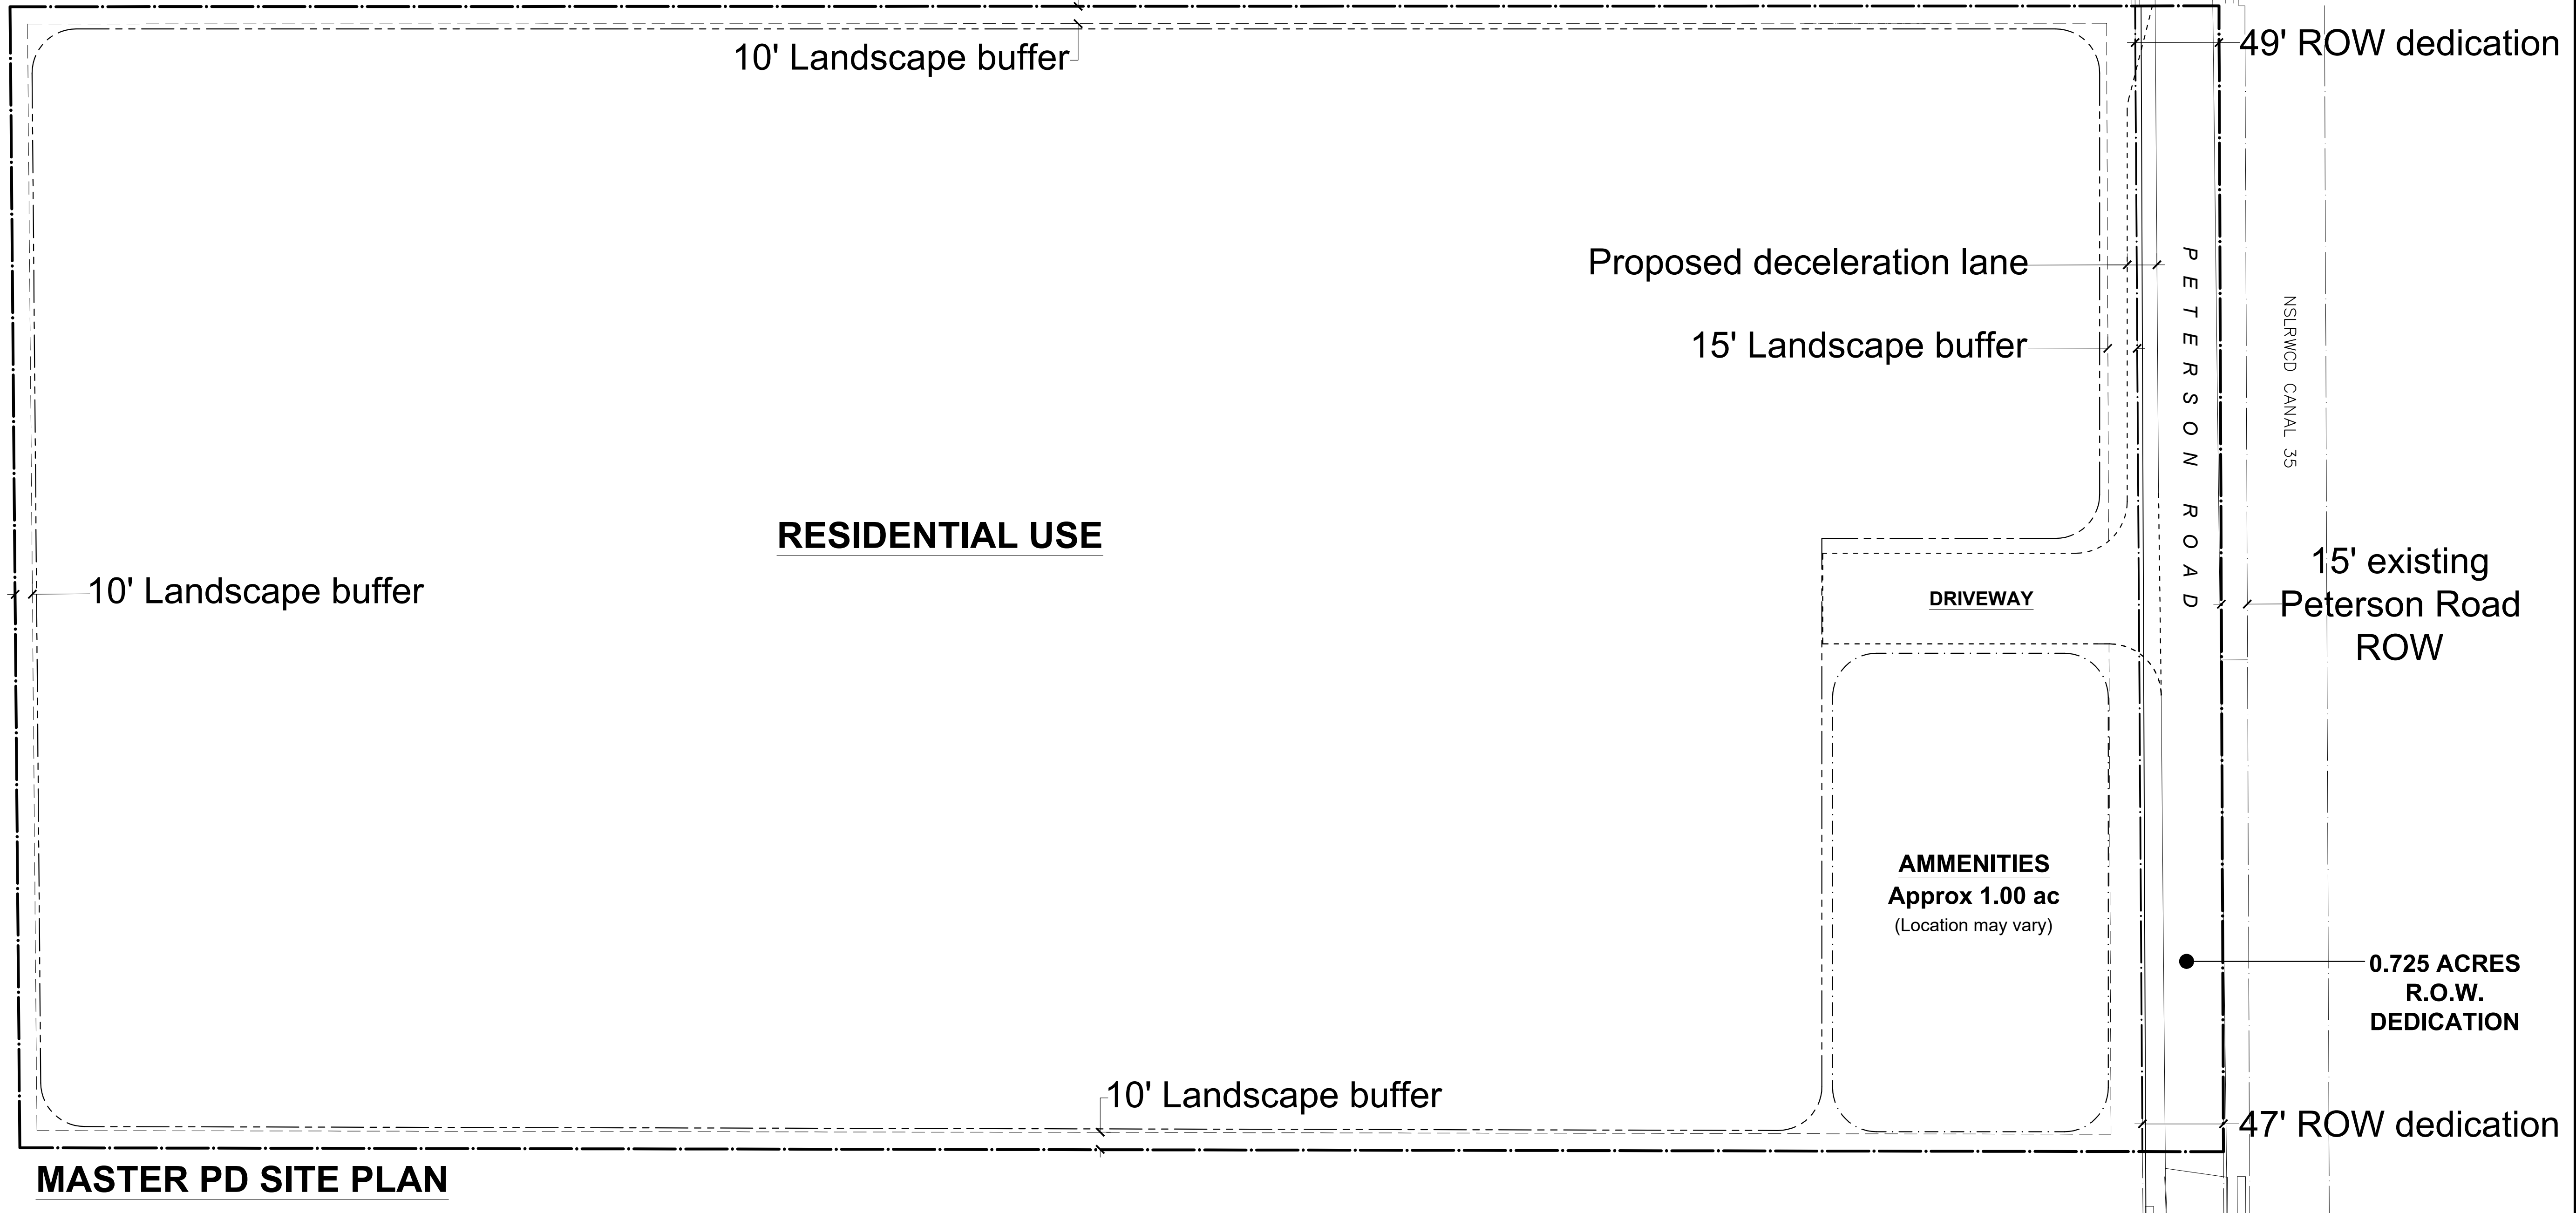 10' Landscape buffer
49' ROW dedication
Proposed deceleration lane
15' Landscape buffer
PETERSON ROAD
NSLRWCD CANAL 35
RESIDENTIAL USE
10' Landscape buffer
DRIVEWAY
15' existing
Peterson Road
ROW
AMMENITIES
Approx 1.00 ac
(Location may vary)
0.725 ACRES
R.O.W.
DEDICATION
10' Landscape buffer
47' ROW dedication
MASTER PD SITE PLAN